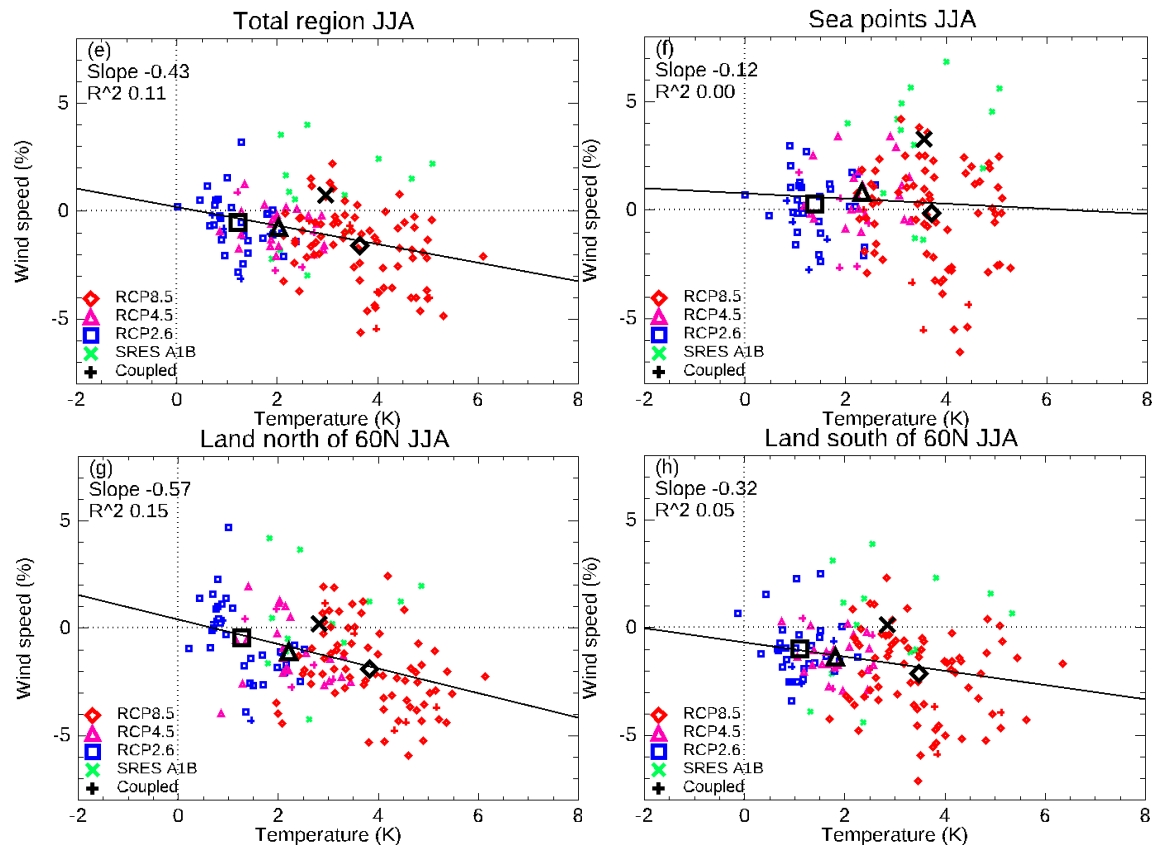 Total region JJA
(e)
Slope -0.43
R^2 0.11
Wind speed (%)
5
0
-5
RCP8.5
RCP4.5
RCP2.6
SRES A1B
Coupled
-2 0 2 4 6 8
Temperature (K)
Sea points JJA
(f)
Slope -0.12
R^2 0.00
Wind speed (%)
5
0
-5
RCP8.5
RCP4.5
RCP2.6
SRES A1B
Coupled
-2 0 2 4 6 8
Temperature (K)
Land north of 60N JJA
(g)
Slope -0.57
R^2 0.15
Wind speed (%)
5
0
-5
RCP8.5
RCP4.5
RCP2.6
SRES A1B
Coupled
-2 0 2 4 6 8
Temperature (K)
Land south of 60N JJA
(h)
Slope -0.32
R^2 0.05
Wind speed (%)
5
0
-5
RCP8.5
RCP4.5
RCP2.6
SRES A1B
Coupled
-2 0 2 4 6 8
Temperature (K)